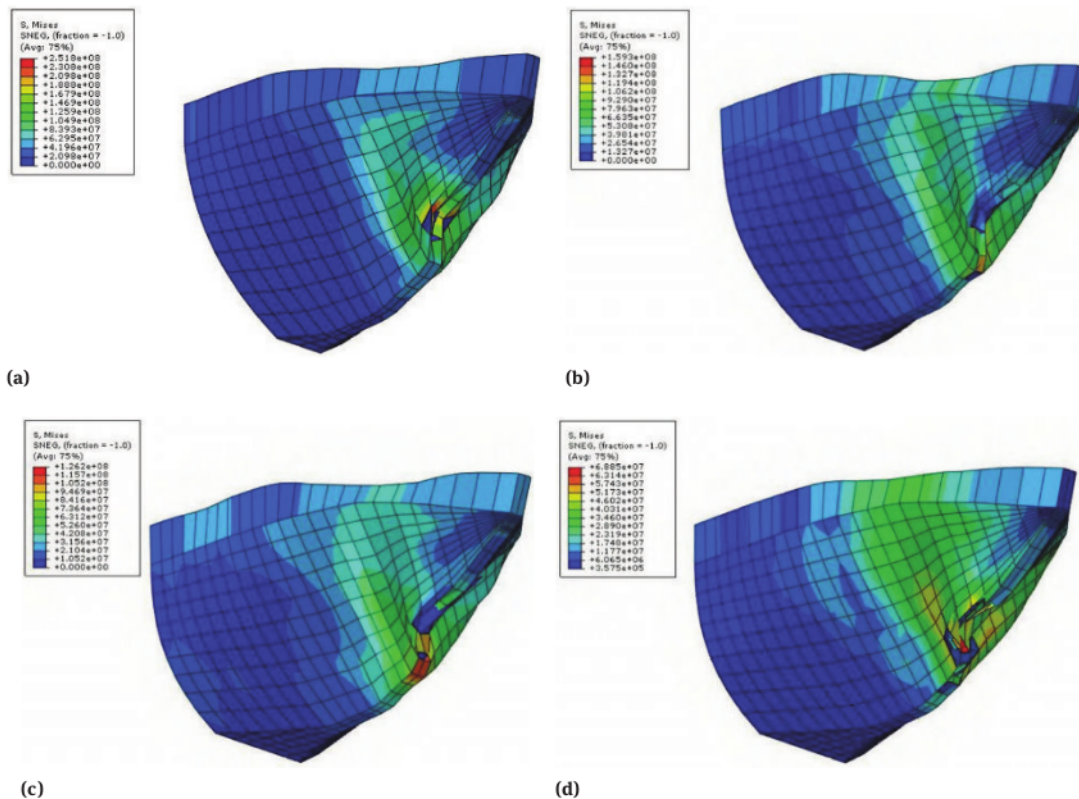 S, Mises
SNEG, (fraction = -1.0)
(Avg: 75%)
+2.518e+08
+2.308e+08
+2.098e+08
+1.888e+08
+1.679e+08
+1.469e+08
+1.259e+08
+1.049e+08
+8.393e+07
+6.295e+07
+4.196e+07
+2.098e+07
+0.000e+00
(a)
S, Mises
SNEG, (fraction = -1.0)
(Avg: 75%)
+1.593e+08
+1.460e+08
+1.327e+08
+1.194e+08
+1.062e+08
+9.290e+07
+7.963e+07
+6.635e+07
+5.308e+07
+3.981e+07
+2.654e+07
+1.327e+07
+0.000e+00
(b)
S, Mises
SNEG, (fraction = -1.0)
(Avg: 75%)
+1.262e+08
+1.157e+08
+1.052e+08
+9.469e+07
+8.416e+07
+7.364e+07
+6.312e+07
+5.260e+07
+4.208e+07
+3.156e+07
+2.104e+07
+1.052e+07
+0.000e+00
(c)
S, Mises
SNEG, (fraction = -1.0)
(Avg: 75%)
+6.885e+07
+6.314e+07
+5.743e+07
+5.173e+07
+4.602e+07
+4.031e+07
+3.460e+07
+2.890e+07
+2.319e+07
+1.748e+07
+1.177e+07
+6.065e+06
+3.575e+05
(d)